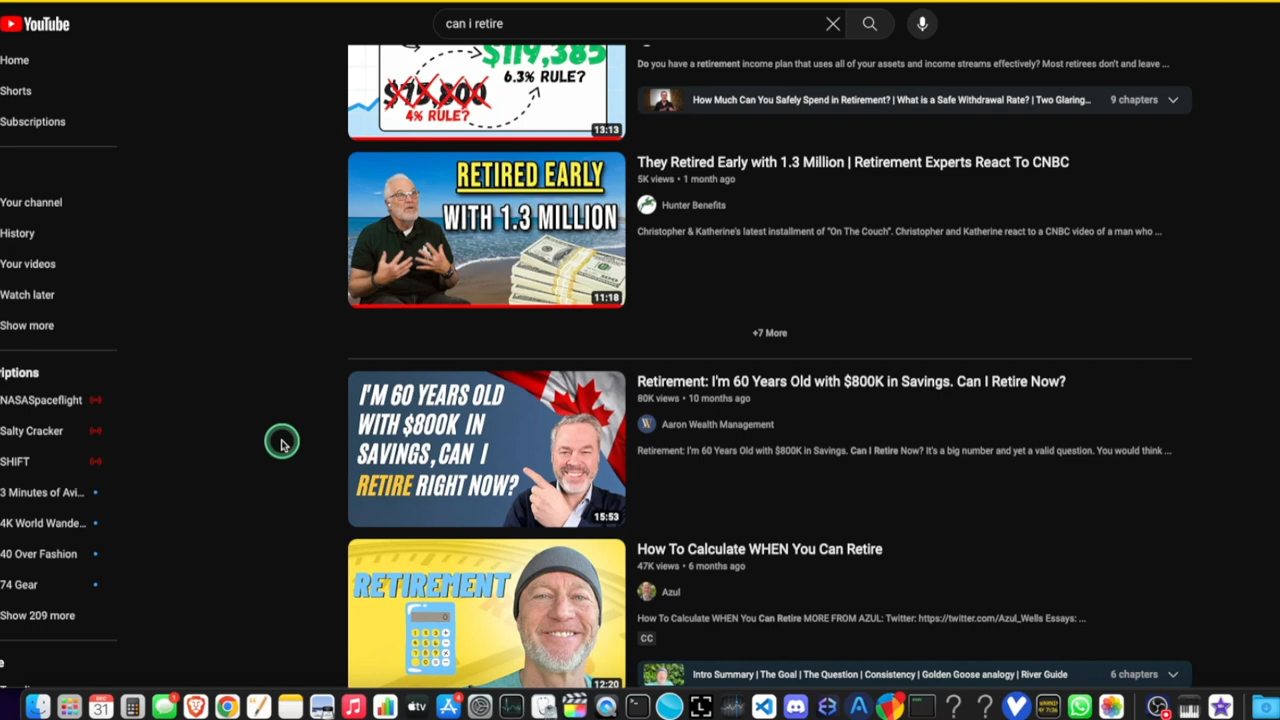 YouTube
can i retire
Home
Shorts
Subscriptions
Your channel
History
Your videos
Watch later
Show more
riptions
NASASpaceflight
Salty Cracker
SHIFT
3 Minutes of Avi...
4K World Wande...
40 Over Fashion
74 Gear
Show 209 more
e
$119,385
6.3% RULE?
$73,800
4% RULE?
13:13
Do you have a retirement income plan that uses all of your assets and income streams effectively? Most retirees don't and leave ...
How Much Can You Safely Spend in Retirement? | What is a Safe Withdrawal Rate? | Two Glaring...
9 chapters
RETIRED EARLY
WITH 1.3 MILLION
11:18
They Retired Early with 1.3 Million | Retirement Experts React To CNBC
5K views • 1 month ago
Hunter Benefits
Christopher & Katherine's latest installment of "On The Couch". Christopher and Katherine react to a CNBC video of a man who ...
+7 More
I'M 60 YEARS OLD
WITH $800K IN
SAVINGS, CAN I
RETIRE RIGHT NOW?
15:53
Retirement: I'm 60 Years Old with $800K in Savings. Can I Retire Now?
80K views • 10 months ago
Aaron Wealth Management
Retirement: I'm 60 Years Old with $800K in Savings. Can I Retire Now? It's a big number and yet a valid question. You would think ...
RETIREMENT
12:20
How To Calculate WHEN You Can Retire
47K views • 6 months ago
Azul
How To Calculate WHEN You Can Retire MORE FROM AZUL: Twitter: https://twitter.com/Azul_Wells Essays: ...
CC
Intro Summary | The Goal | The Question | Consistency | Golden Goose analogy | River Guide
6 chapters
DEC
31
1
tv
4